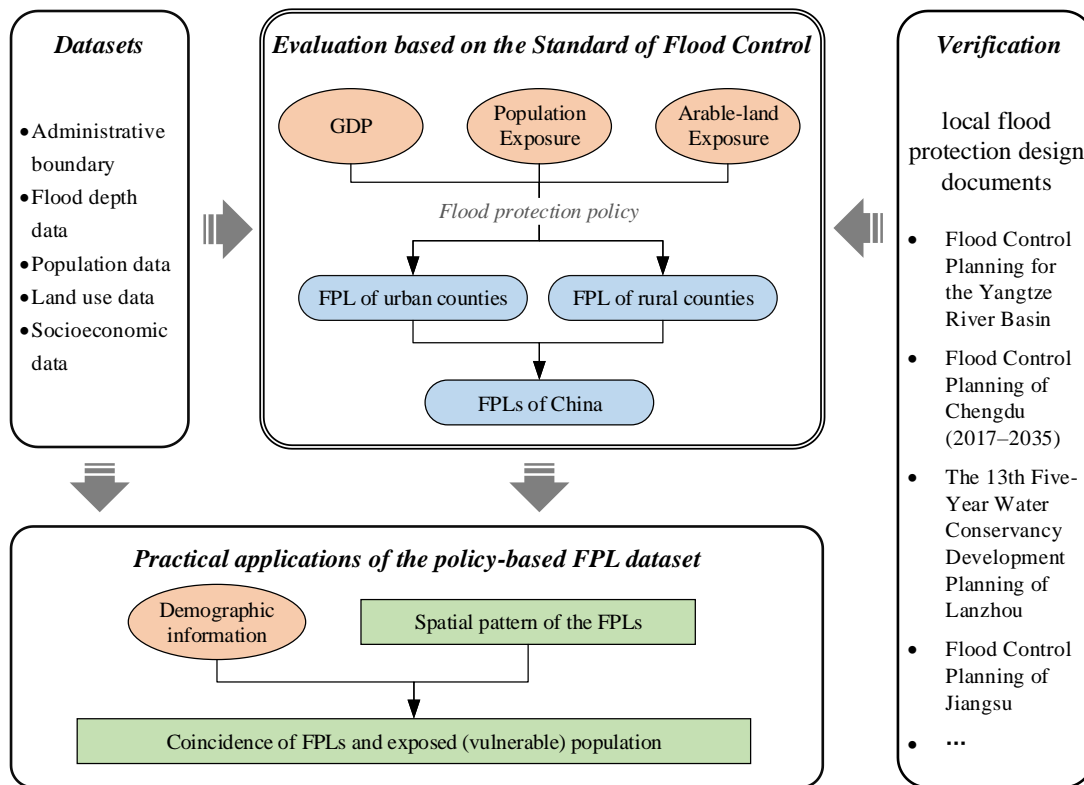 Datasets
•Administrative
boundary
•Flood depth
data
•Population data
•Land use data
•Socioeconomic
data
Evaluation based on the Standard of Flood Control
GDP
Population
Exposure
Arable-land
Exposure
Flood protection policy
FPL of urban counties
FPL of rural counties
FPLs of China
Practical applications of the policy-based FPL dataset
Demographic
information
Spatial pattern of the FPLs
Coincidence of FPLs and exposed (vulnerable) population
Verification
local flood
protection design
documents
• Flood Control
Planning for
the Yangtze
River Basin
• Flood Control
Planning of
Chengdu
(2017–2035)
• The 13th Five-
Year Water
Conservancy
Development
Planning of
Lanzhou
• Flood Control
Planning of
Jiangsu
• ...